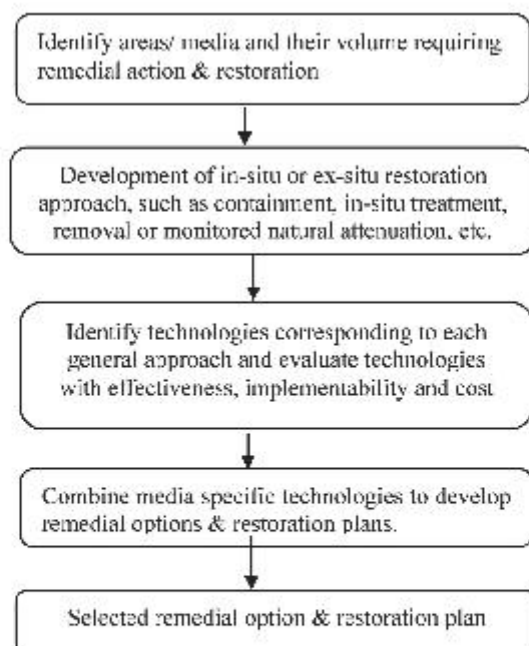 Identify areas/ media and their volume requiring
remedial action & restoration
Development of in-situ or ex-situ restoration
approach, such as containment, in-situ treatment,
removal or monitored natural attenuation, etc.
Identify technologies corresponding to each
general approach and evaluate technologies
with effectiveness, implementability and cost
Combine media specific technologies to develop
remedial options & restoration plans.
Selected remedial option & restoration plan